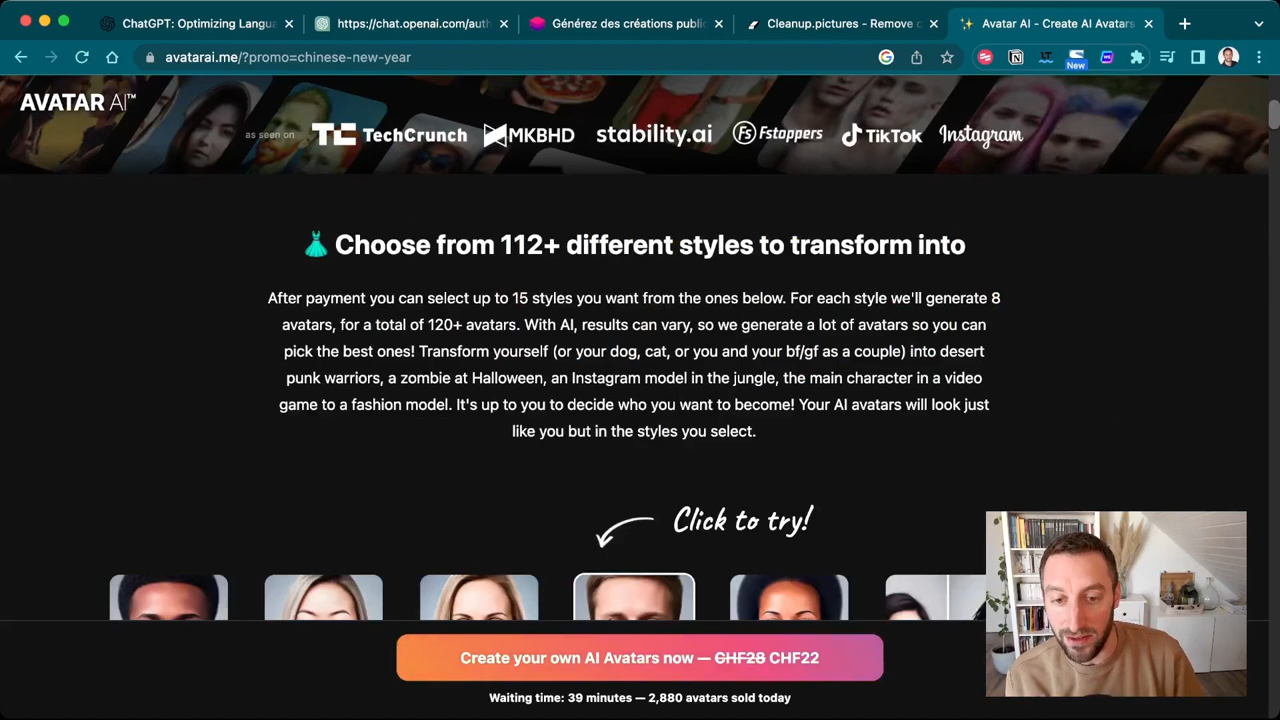 ChatGPT: Optimizing Langua
https://chat.openai.com/auth
Générez des créations public
Cleanup.pictures - Remove o
Avatar AI - Create AI Avatars
avatarai.me/?promo=chinese-new-year
New
AVATAR AI™
as seen on
TechCrunch
MKBHD
stability.ai
Fstoppers
TikTok
Instagram
Choose from 112+ different styles to transform into
After payment you can select up to 15 styles you want from the ones below. For each style we'll generate 8
avatars, for a total of 120+ avatars. With AI, results can vary, so we generate a lot of avatars so you can
pick the best ones! Transform yourself (or your dog, cat, or you and your bf/gf as a couple) into desert
punk warriors, a zombie at Halloween, an Instagram model in the jungle, the main character in a video
game to a fashion model. It's up to you to decide who you want to become! Your AI avatars will look just
like you but in the styles you select.
Click to try!
Create your own AI Avatars now — CHF28 CHF22
Waiting time: 39 minutes — 2,880 avatars sold today